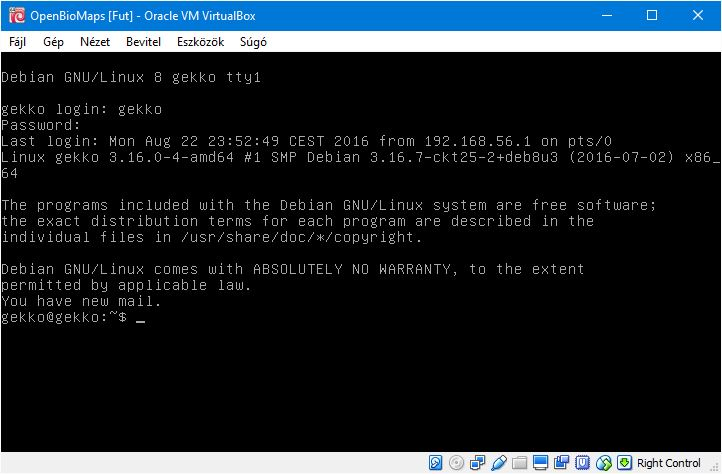 OpenBioMaps [Fut] - Oracle VM VirtualBox
Fájl Gép Nézet Bevitel Eszközök Súgó
Debian GNU/Linux 8 gekko tty1
gekko login: gekko
Password:
Last login: Mon Aug 22 23:52:49 CEST 2016 from 192.168.56.1 on pts/0
Linux gekko 3.16.0-4-amd64 #1 SMP Debian 3.16.7-ckt25-2+deb8u3 (2016-07-02) x86_
64
The programs included with the Debian GNU/Linux system are free software;
the exact distribution terms for each program are described in the
individual files in /usr/share/doc/*/copyright.
Debian GNU/Linux comes with ABSOLUTELY NO WARRANTY, to the extent
permitted by applicable law.
You have new mail.
gekko@gekko:~$ _
Right Control